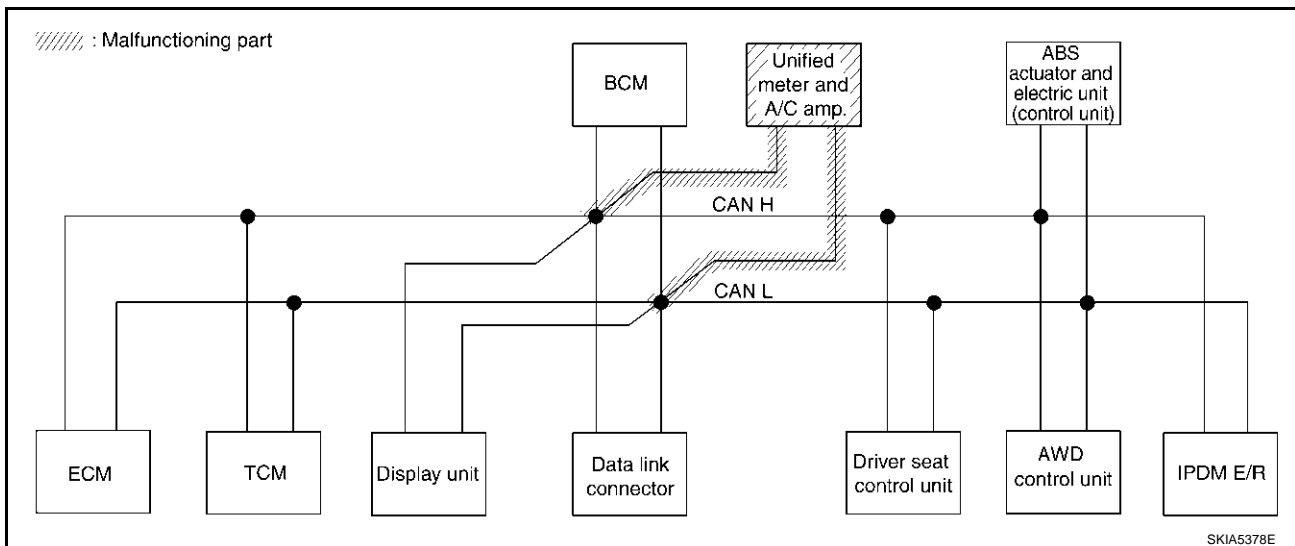 : Malfunctioning part
BCM
Unified
meter and
A/C amp.
ABS
actuator and
electric unit
(control unit)
CAN H
CAN L
ECM
TCM
Display unit
Data link
connector
Driver seat
control unit
AWD
control unit
IPDM E/R
SKIA5378E